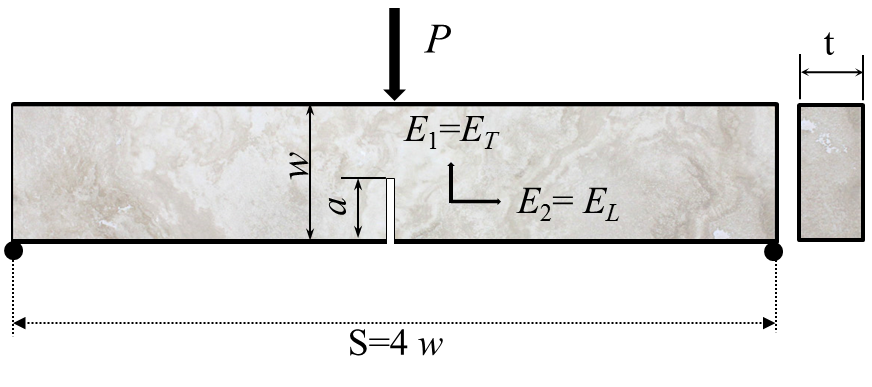 P
t
E1=ET
w
a
E2= EL
S=4 w